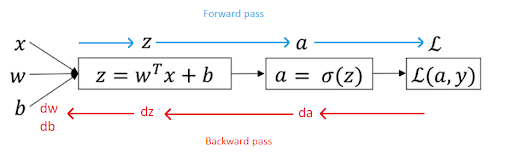 Forward pass
x z a ℒ
w z = wᵀx + b a = σ(z) ℒ(a, y)
b dw dz da
db
Backward pass